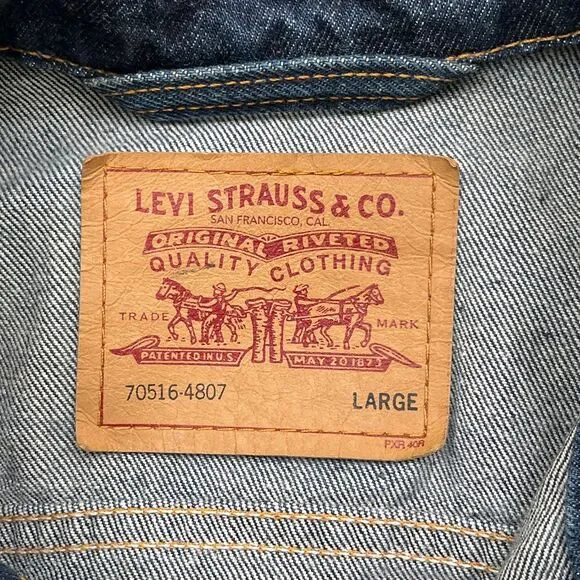 LEVI STRAUSS & CO.
SAN FRANCISCO, CAL.
ORIGINAL RIVETED
QUALITY CLOTHING
TRADE MARK
PATENTED IN U.S. MAY 20 1873
70516-4807 LARGE
PXR 40R